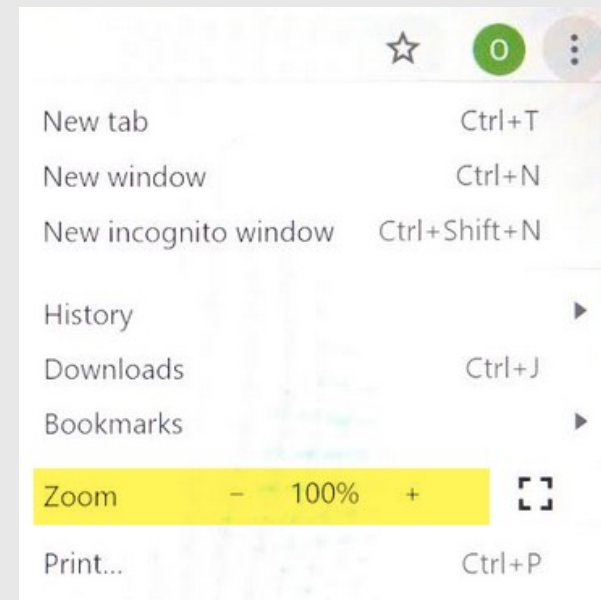 O
New tab Ctrl+T
New window Ctrl+N
New incognito window Ctrl+Shift+N
History
Downloads Ctrl+J
Bookmarks
Zoom - 100% +
Print... Ctrl+P